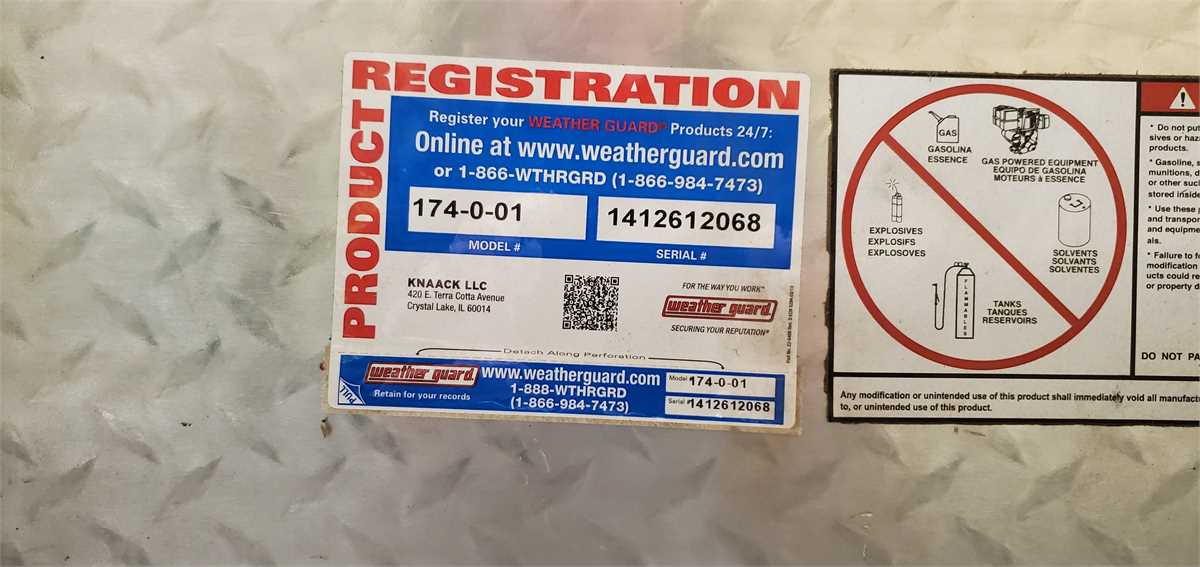 PRODUCT REGISTRATION
Register your WEATHER GUARD® Products 24/7:
Online at www.weatherguard.com
or 1-866-WTHRGRD (1-866-984-7473)
174-0-01
MODEL #
1412612068
SERIAL #
KNAACK LLC
420 E. Terra Cotta Avenue
Crystal Lake, IL 60014
FOR THE WAY YOU WORK™
weather guard
SECURING YOUR REPUTATION®
Detach Along Perforation
PULL
weather guard
Retain for your records
www.weatherguard.com
1-888-WTHRGRD
(1-866-984-7473)
Model # 174-0-01
Serial # 1412612068
GAS
GASOLINA
ESSENCE
GAS POWERED EQUIPMENT
EQUIPO DE GASOLINA
MOTEURS à ESSENCE
EXPLOSIVES
EXPLOSIFS
EXPLOSOVES
SOLVENTS
SOLVANTS
SOLVENTES
FLAMMABLES
TANKS
TANQUES
RESERVOIRS
* Do not put
sives or haz
products.
* Gasoline, s
munitions, d
or other suc
stored inside
* Use these p
and transpor
and equipme
als.
* Failure to fo
modification
ucts could re
or property d
DO NOT PA
Any modification or unintended use of this product shall immediately void all manufact
to, or unintended use of this product.